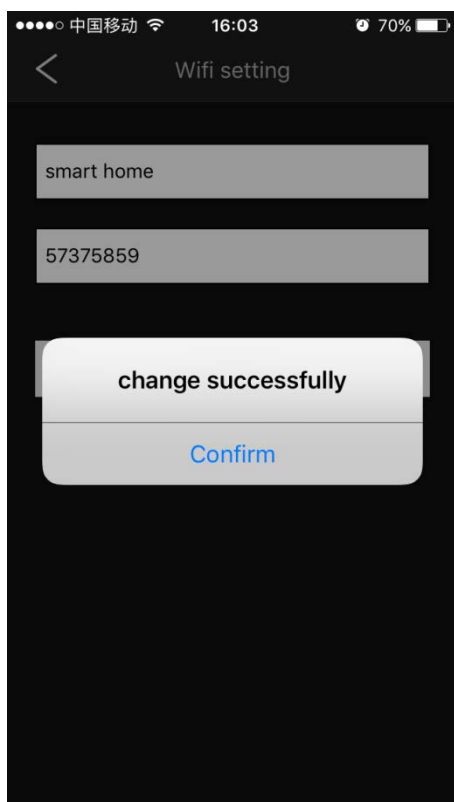 中国移动 16:03 70%
Wifi setting
smart home
57375859
change successfully
Confirm